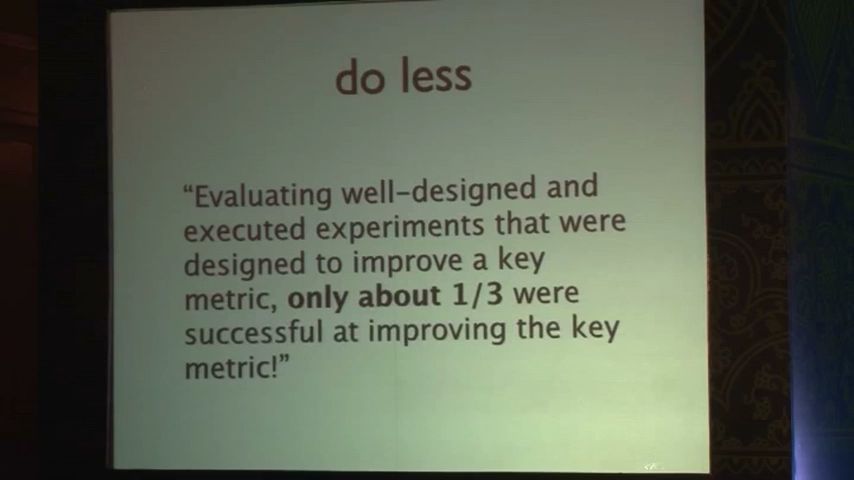 do less
“Evaluating well-designed and
executed experiments that were
designed to improve a key
metric, only about 1/3 were
successful at improving the key
metric!”